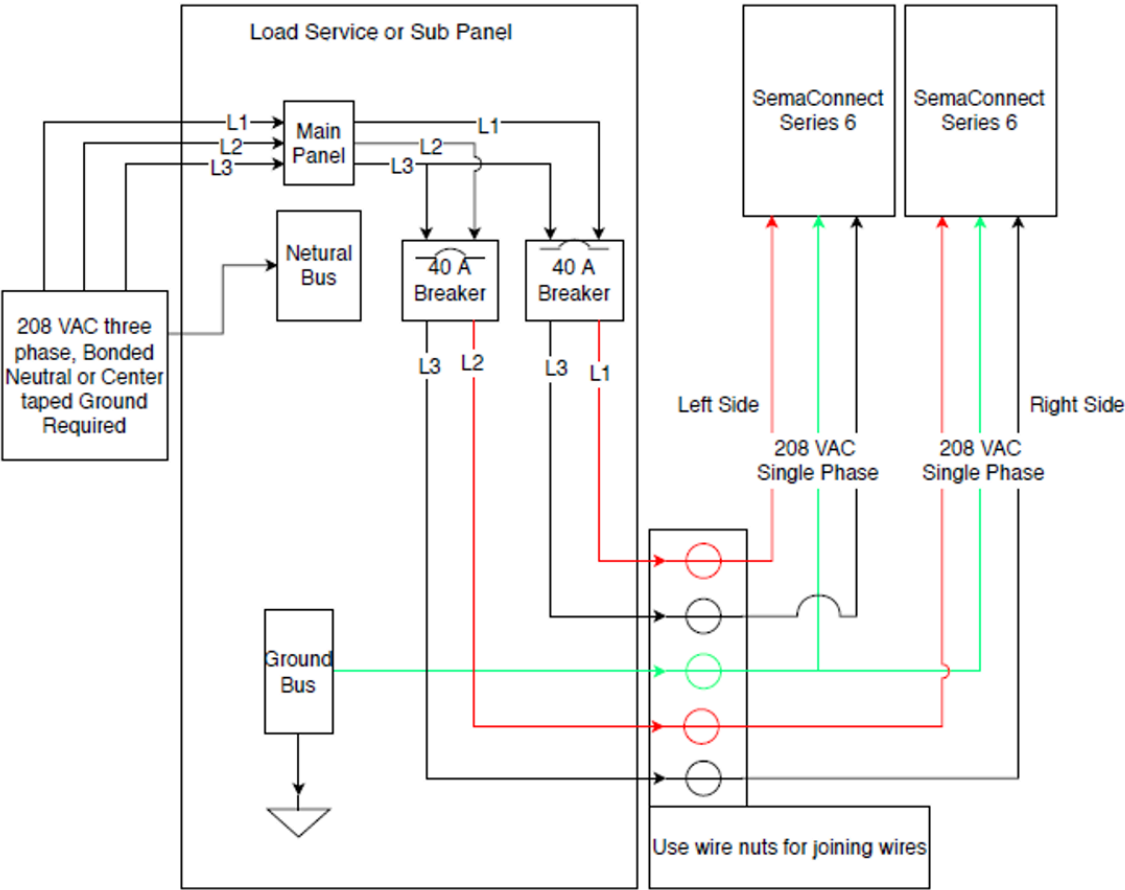 Load Service or Sub Panel
SemaConnect
Series 6
SemaConnect
Series 6
L1
L2
L3
Main
Panel
L1
L2
L3
Netural
Bus
40 A
Breaker
40 A
Breaker
208 VAC three
phase, Bonded
Neutral or Center
taped Ground
Required
L3
L2
L3
L1
Left Side
Right Side
208 VAC
Single Phase
208 VAC
Single Phase
Ground
Bus
Use wire nuts for joining wires